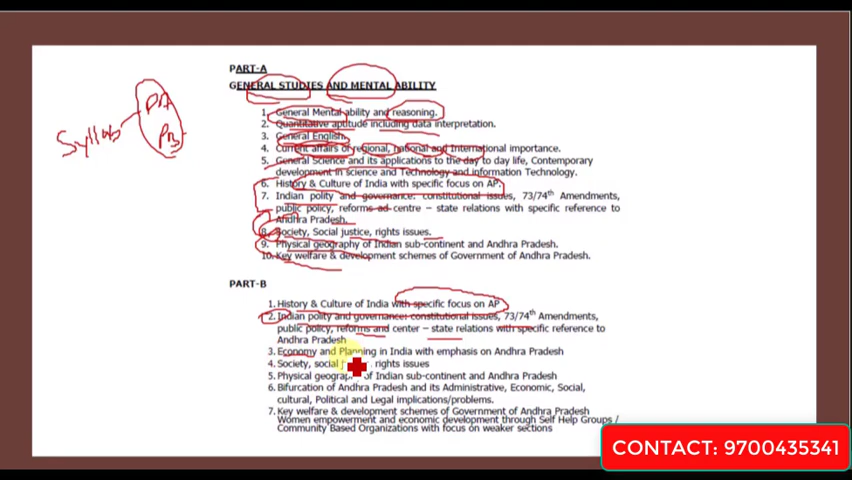 PART-A
GENERAL STUDIES AND MENTAL ABILITY
1. General Mental ability and reasoning.
2. Quantitative aptitude including data interpretation.
3. General English.
4. Current affairs of regional, national and International importance.
5. General Science and its applications to the day to day life, Contemporary
development in science and Technology and information Technology.
6. History & Culture of India with specific focus on AP.
7. Indian polity and governance: constitutional issues, 73/74th Amendments,
public policy, reforms ad centre – state relations with specific reference to
Andhra Pradesh.
8. Society, Social justice, rights issues.
9. Physical geography of Indian sub-continent and Andhra Pradesh.
10. Key welfare & development schemes of Government of Andhra Pradesh.
Syllab
PART-B
1. History & Culture of India with specific focus on AP
2. Indian polity and governance: constitutional issues, 73/74th Amendments,
public policy, reforms and center – state relations with specific reference to
Andhra Pradesh
3. Economy and Planning in India with emphasis on Andhra Pradesh
4. Society, social rights issues
5. Physical geography of Indian sub-continent and Andhra Pradesh
6. Bifurcation of Andhra Pradesh and its Administrative, Economic, Social,
cultural, Political and Legal implications/problems.
7. Key welfare & development schemes of Government of Andhra Pradesh
Women empowerment and economic development through Self Help Groups /
Community Based Organizations with focus on weaker sections
CONTACT: 9700435341